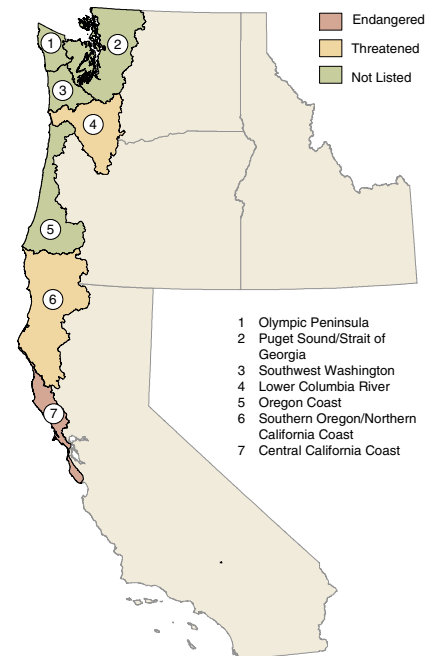 Endangered
Threatened
Not Listed
1
2
3
4
5
6
7
1 Olympic Peninsula
2 Puget Sound/Strait of
Georgia
3 Southwest Washington
4 Lower Columbia River
5 Oregon Coast
6 Southern Oregon/Northern
California Coast
7 Central California Coast